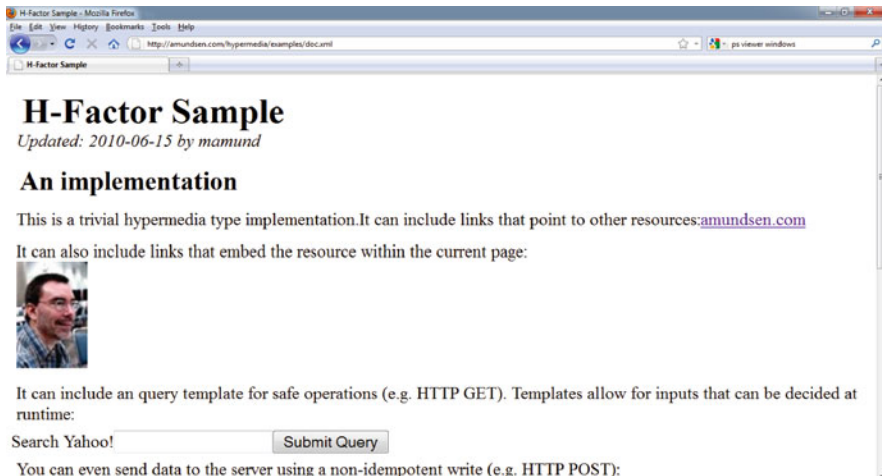 H-Factor Sample - Mozilla Firefox
File Edit View History Bookmarks Tools Help
http://amundsen.com/hypermedia/examples/doc.xml
ps viewer windows
H-Factor Sample
H-Factor Sample
Updated: 2010-06-15 by mamund
An implementation
This is a trivial hypermedia type implementation.It can include links that point to other resources:amundsen.com
It can also include links that embed the resource within the current page:
It can include an query template for safe operations (e.g. HTTP GET). Templates allow for inputs that can be decided at
runtime:
Search Yahoo! Submit Query
You can even send data to the server using a non-idempotent write (e.g. HTTP POST):